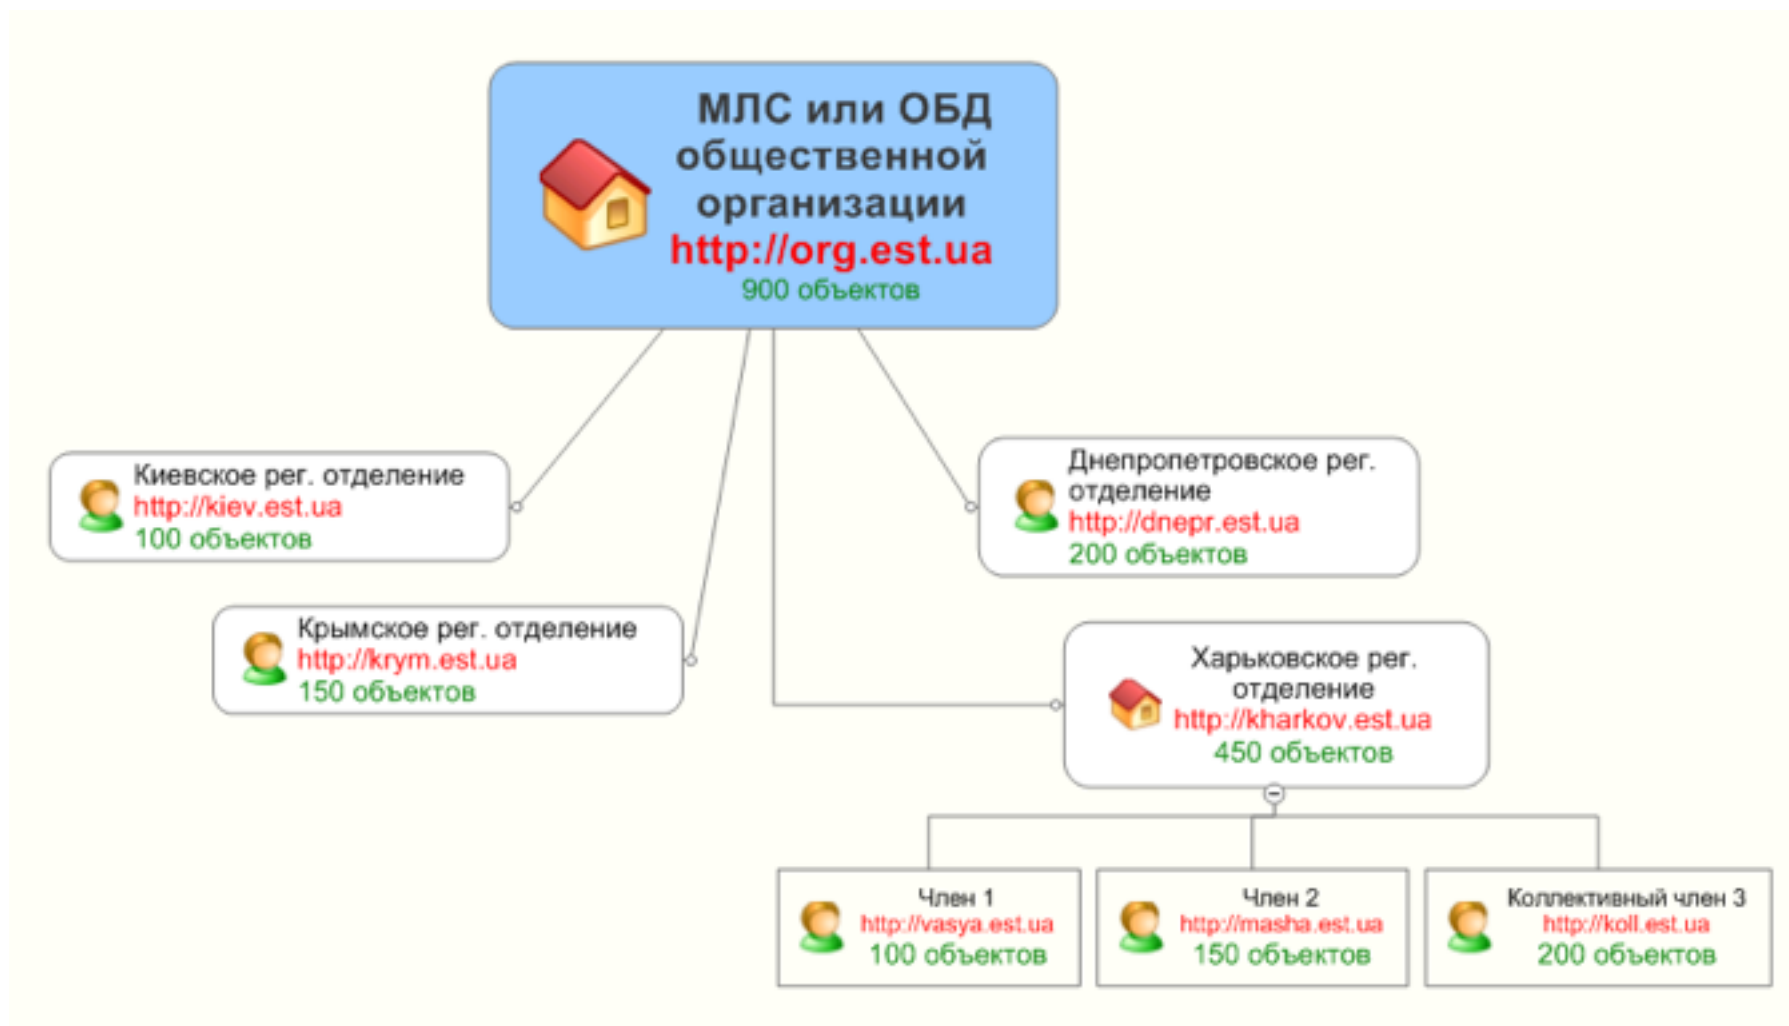 МЛС или ОБД
общественной
организации
http://org.est.ua
900 объектов
Киевское рег. отделение
http://kiev.est.ua
100 объектов
Днепропетровское рег.
отделение
http://dnepr.est.ua
200 объектов
Крымское рег. отделение
http://krym.est.ua
150 объектов
Харьковское рег.
отделение
http://kharkov.est.ua
450 объектов
Член 1
http://vasya.est.ua
100 объектов
Член 2
http://masha.est.ua
150 объектов
Коллективный член 3
http://koll.est.ua
200 объектов